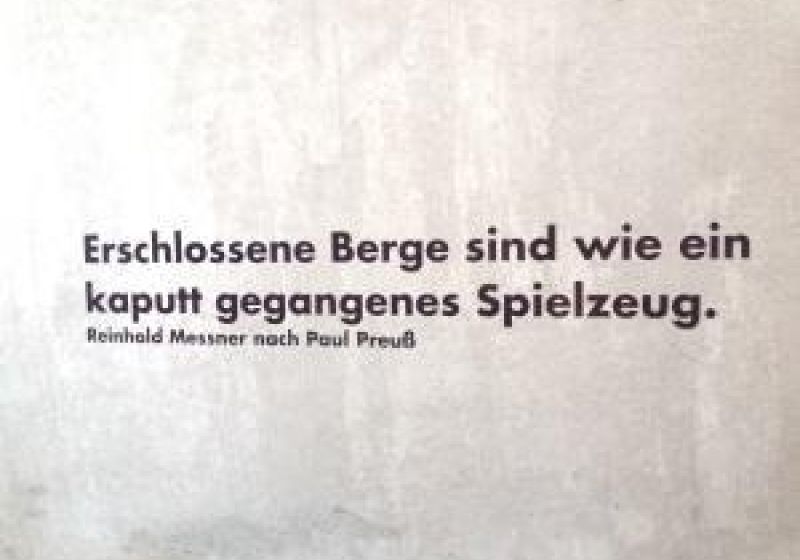 Erschlossene Berge sind wie ein
kaputt gegangenes Spielzeug.
Reinhold Messner nach Paul Preuß